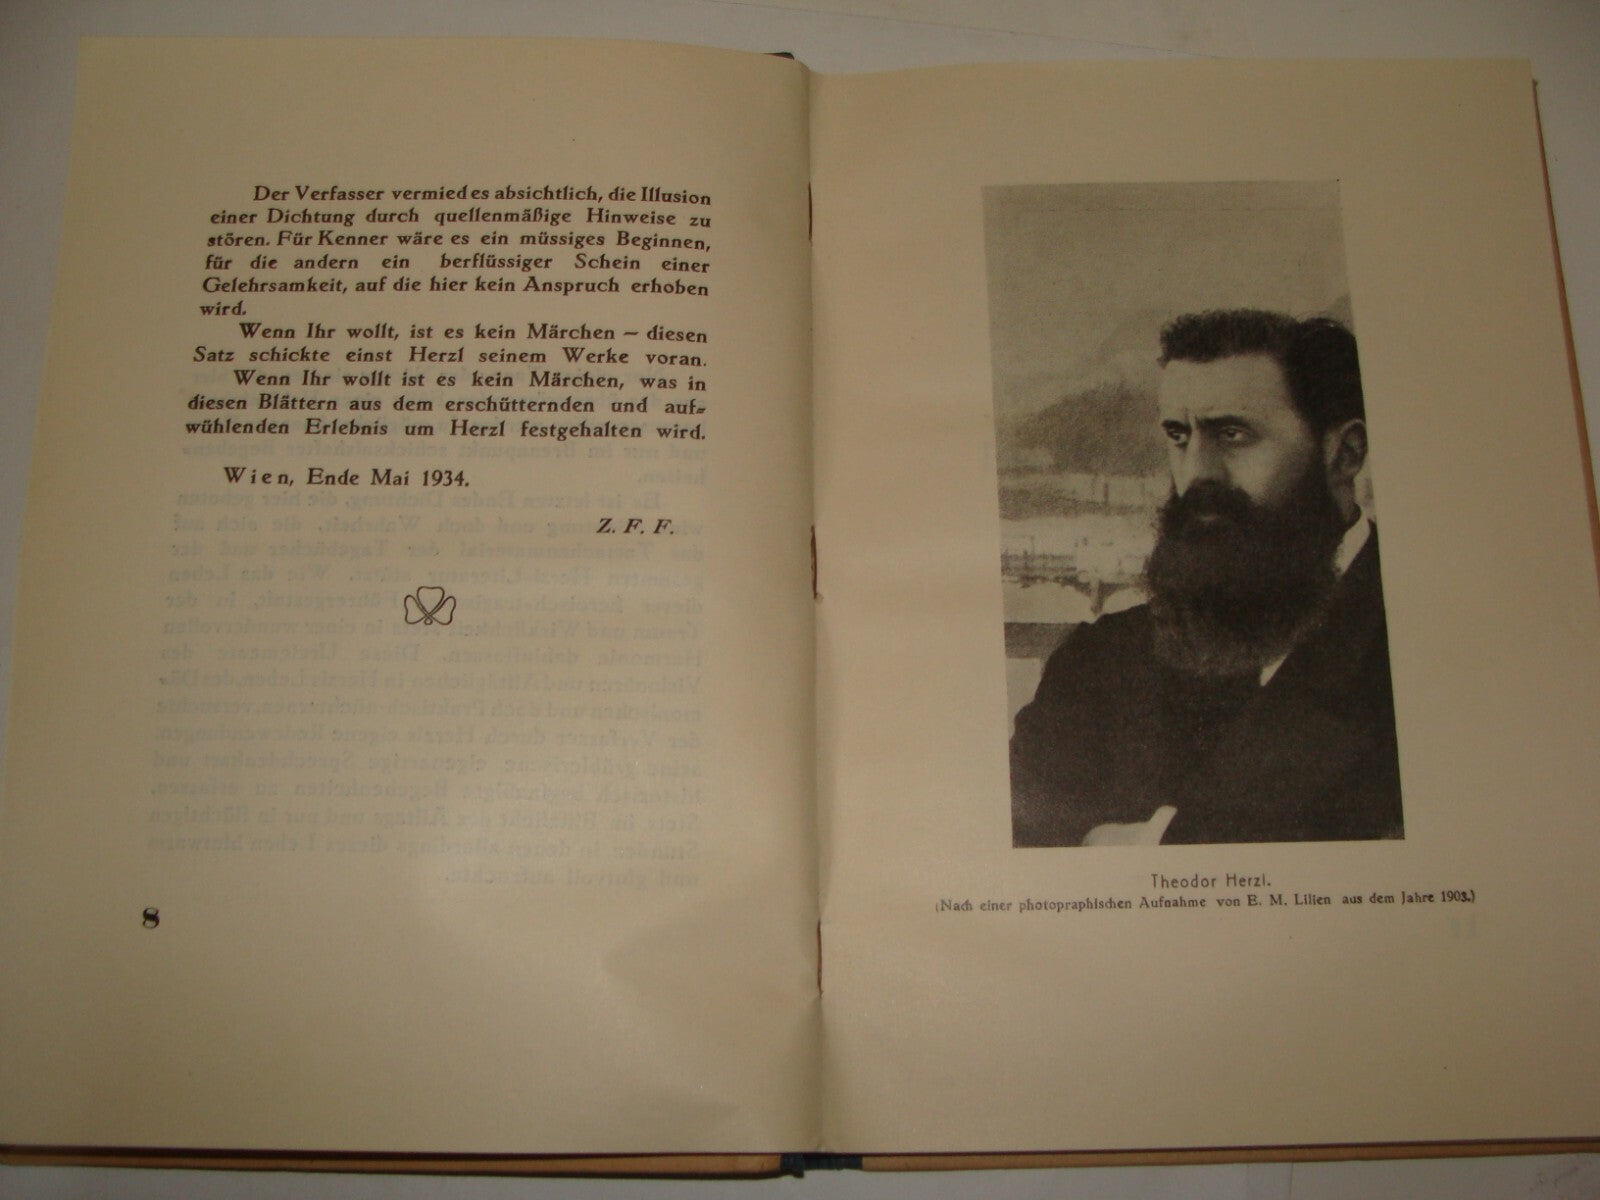 Der Verfasser vermied es absichtlich, die Illusion
einer Dichtung durch quellenmäßige Hinweise zu
stören. Für Kenner wäre es ein müssiges Beginnen,
für die andern ein berflüssiger Schein einer
Gelehrsamkeit, auf die hier kein Anspruch erhoben
wird.
Wenn Ihr wollt, ist es kein Märchen — diesen
Satz schickte einst Herzl seinem Werke voran.
Wenn Ihr wollt ist es kein Märchen, was in
diesen Blättern aus dem erschütternden und auf-
wühlenden Erlebnis um Herzl festgehalten wird.
Wien, Ende Mai 1934.
Z. F. F.
8
Theodor Herzl.
(Nach einer photopraphischen Aufnahme von E. M. Lilien aus dem Jahre 1903.)